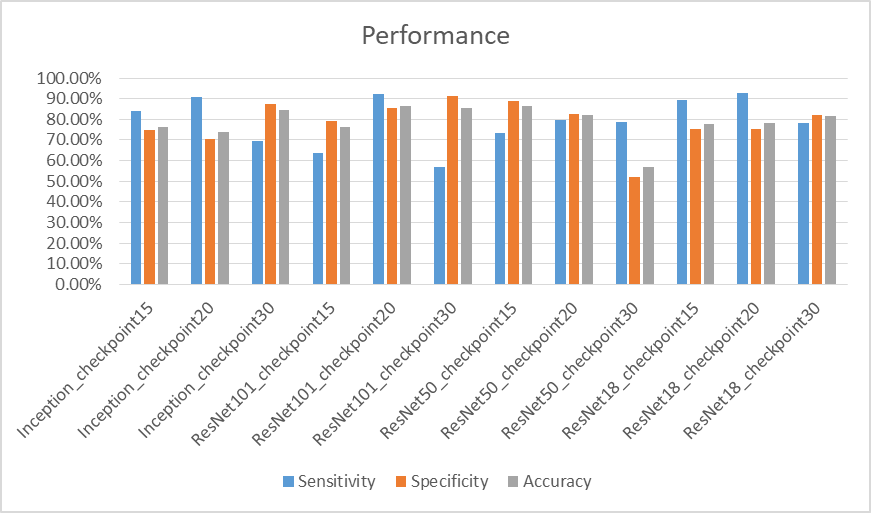 Performance
100.00%
90.00%
80.00%
70.00%
60.00%
50.00%
40.00%
30.00%
20.00%
10.00%
0.00%
Inception_checkpoint15
Inception_checkpoint20
Inception_checkpoint30
ResNet101_checkpoint15
ResNet101_checkpoint20
ResNet101_checkpoint30
ResNet50_checkpoint15
ResNet50_checkpoint20
ResNet50_checkpoint30
ResNet18_checkpoint15
ResNet18_checkpoint20
ResNet18_checkpoint30
Sensitivity Specificity Accuracy